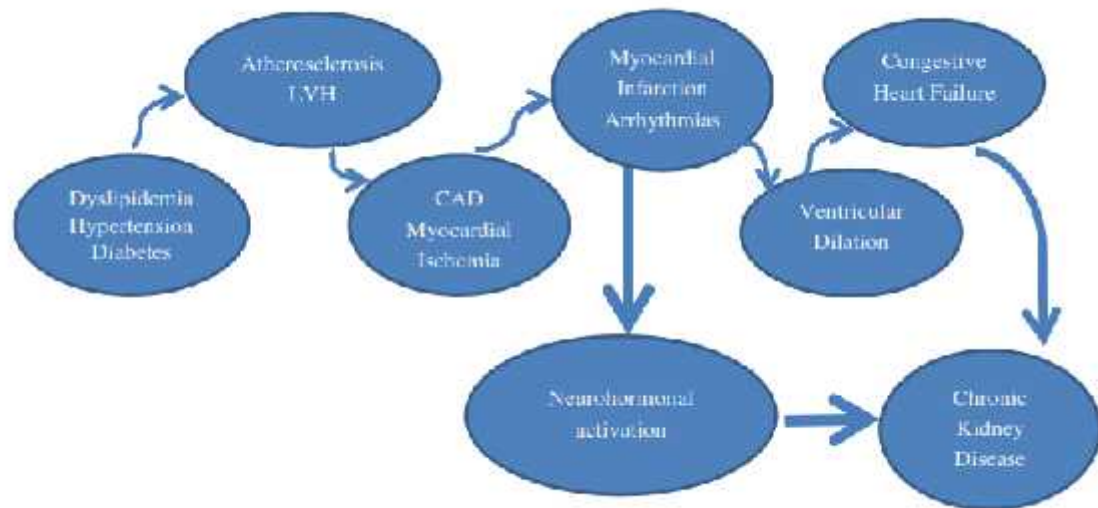 Dyslipidemia
Hypertension
Diabetes
Atherosclerosis
LVH
CAD
Myocardial
Ischemia
Myocardial
Infarction
Arrhythmias
Ventricular
Dilation
Congestive
Heart Failure
Neurohormonal
activation
Chronic
Kidney
Disease